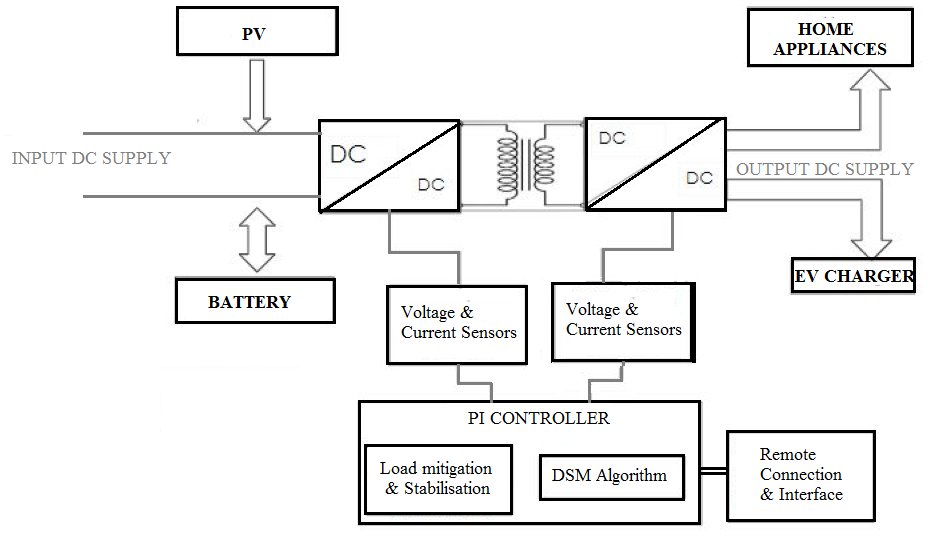 PV
HOME
APPLIANCES
INPUT DC SUPPLY
DC
DC
DC
DC
OUTPUT DC SUPPLY
BATTERY
EV CHARGER
Voltage &
Current Sensors
Voltage &
Current Sensors
PI CONTROLLER
Load mitigation
& Stabilisation
DSM Algorithm
Remote
Connection
& Interface